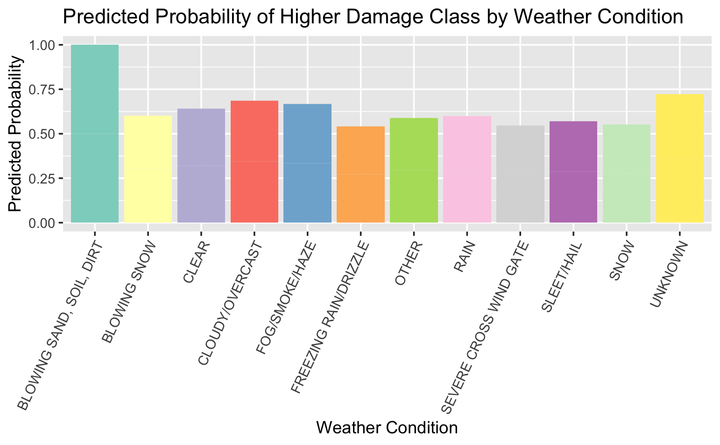 Predicted Probability of Higher Damage Class by Weather Condition
Predicted Probability
1.00
0.75
0.50
0.25
0.00
BLOWING SAND, SOIL, DIRT
BLOWING SNOW
CLEAR
CLOUDY/OVERCAST
FOG/SMOKE/HAZE
FREEZING RAIN/DRIZZLE
OTHER
RAIN
SEVERE CROSS WIND GATE
SLEET/HAIL
SNOW
UNKNOWN
Weather Condition